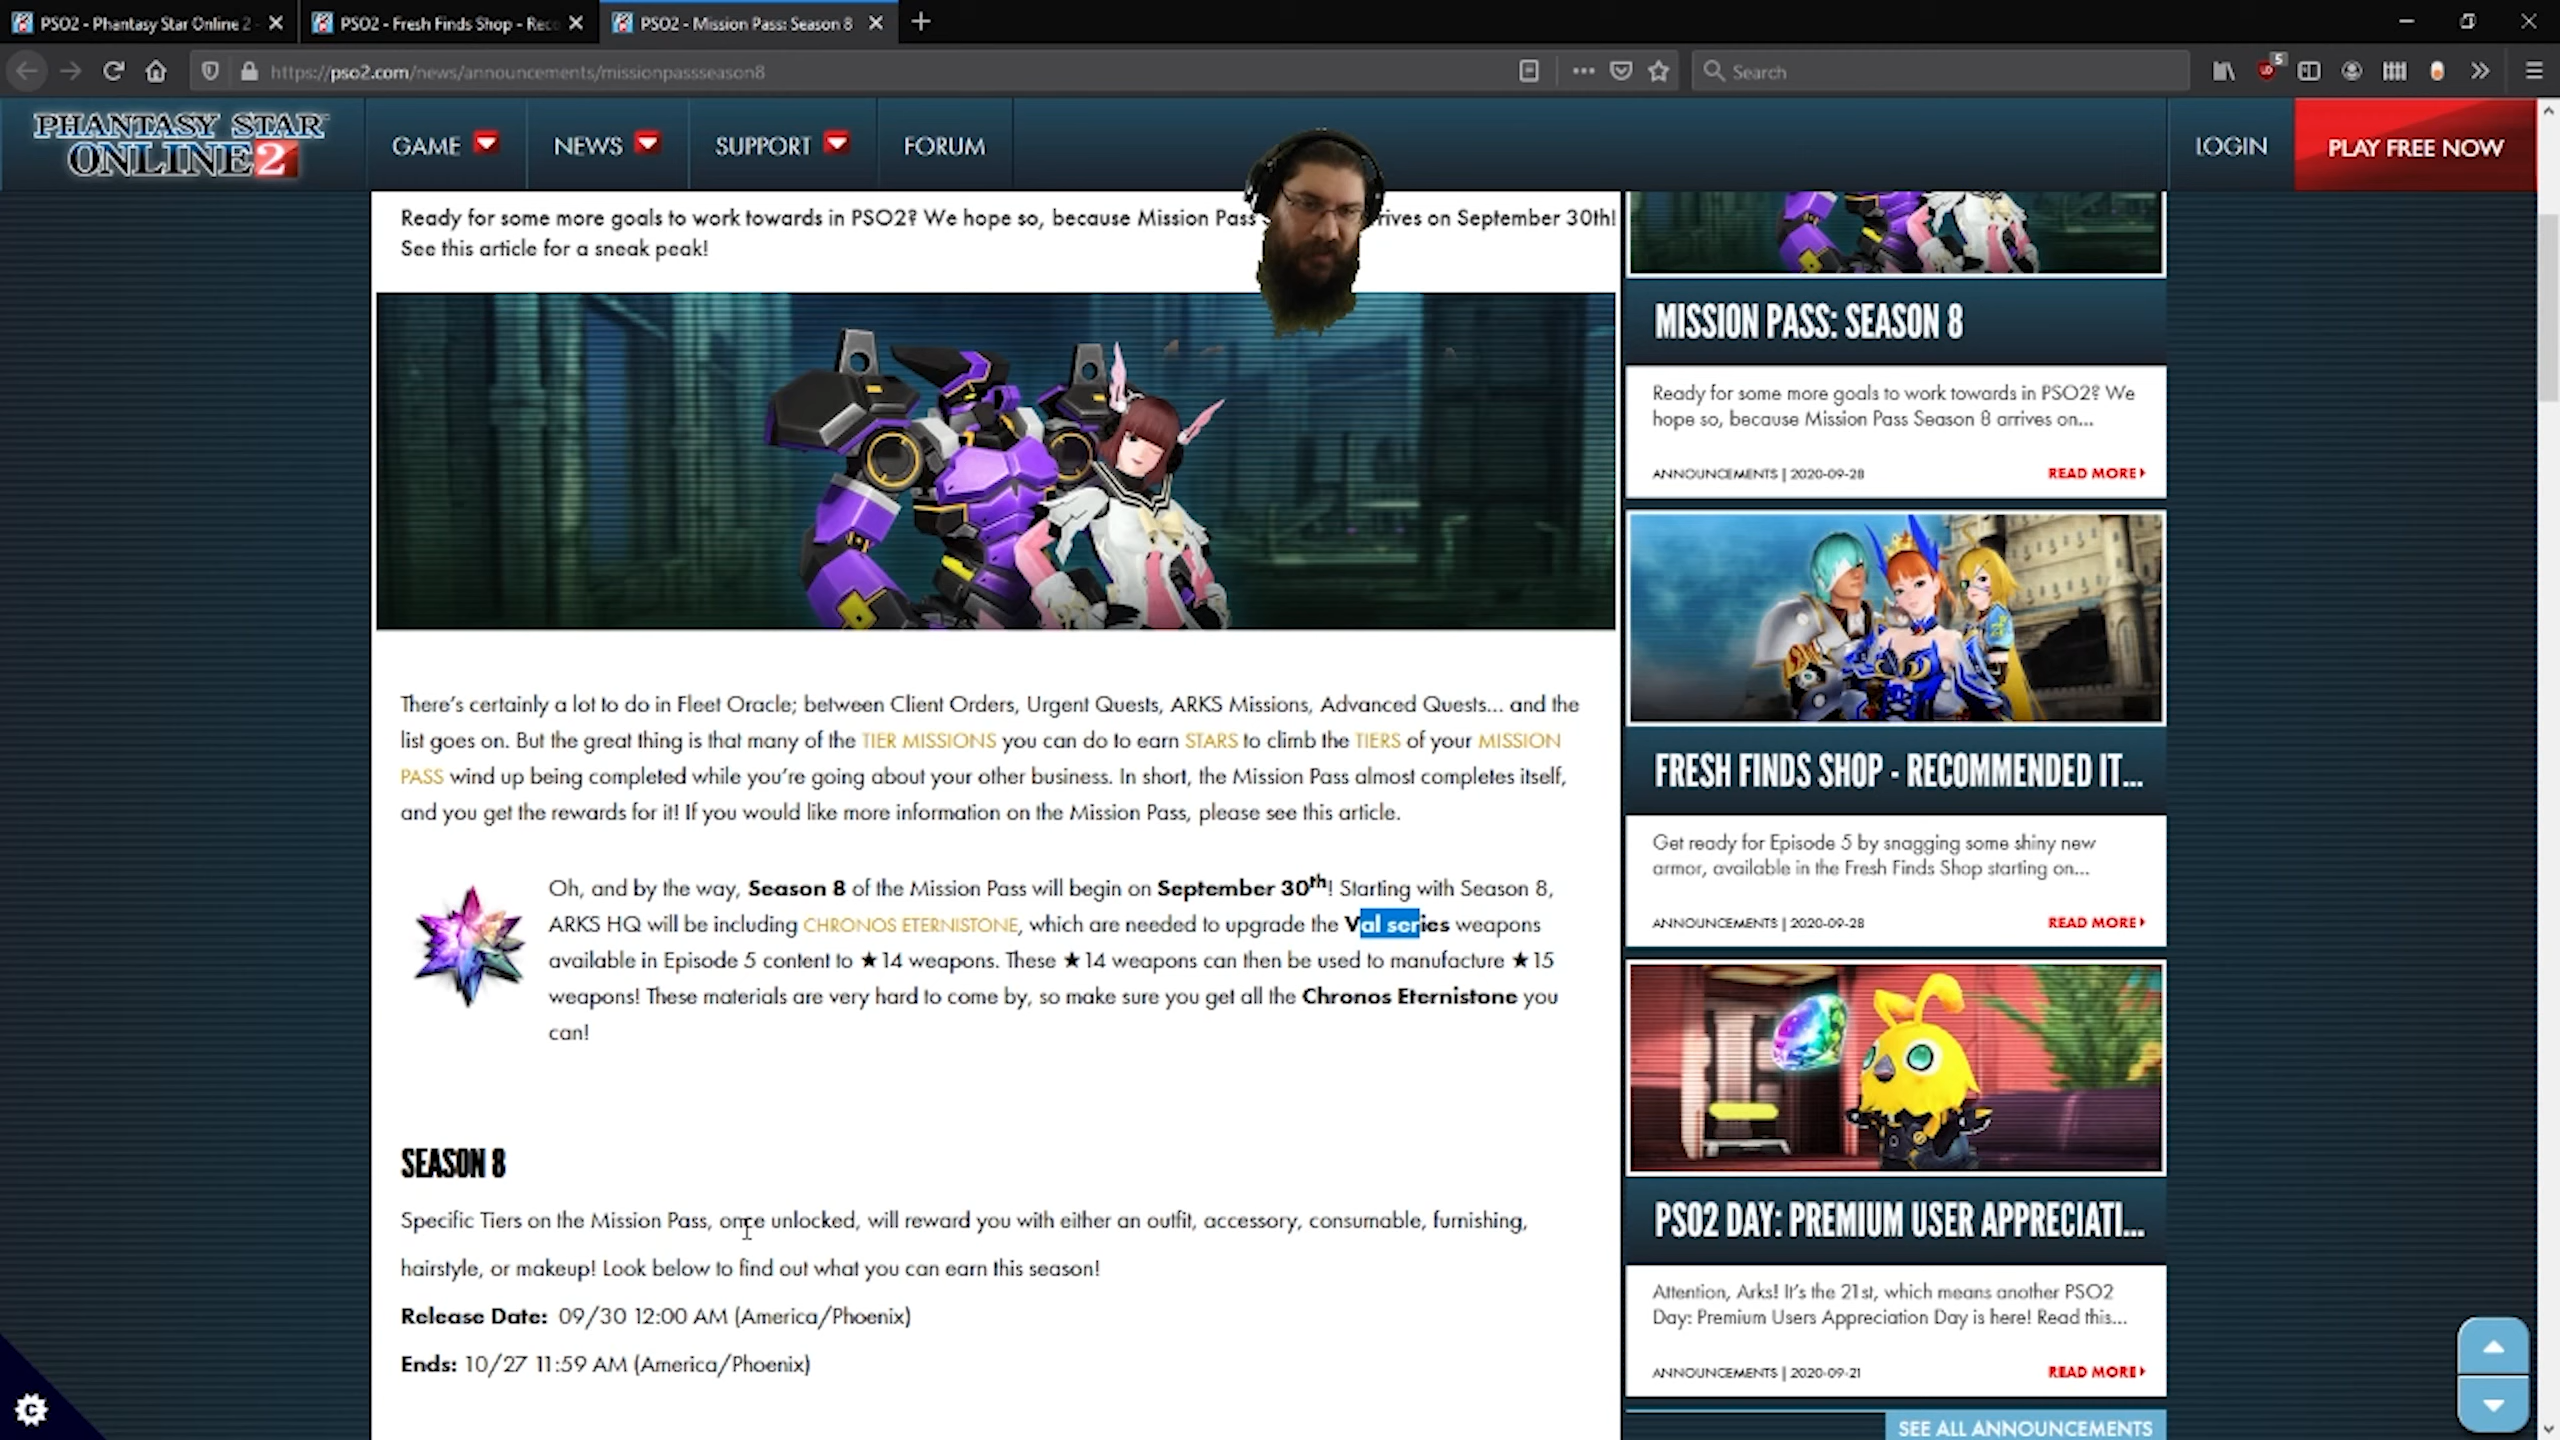 PSO2 - Phantasy Star Online 2 -
PSO2 - Fresh Finds Shop - Reco
PSO2 - Mission Pass: Season 8
https://pso2.com/news/announcements/missionpassseason8
Search
5
PHANTASY STAR
ONLINE 2
GAME
NEWS
SUPPORT
FORUM
LOGIN
PLAY FREE NOW
Ready for some more goals to work towards in PSO2? We hope so, because Mission Pass rives on September 30th!
See this article for a sneak peak!
There's certainly a lot to do in Fleet Oracle; between Client Orders, Urgent Quests, ARKS Missions, Advanced Quests... and the
list goes on. But the great thing is that many of the TIER MISSIONS you can do to earn STARS to climb the TIERS of your MISSION
PASS wind up being completed while you're going about your other business. In short, the Mission Pass almost completes itself,
and you get the rewards for it! If you would like more information on the Mission Pass, please see this article.
Oh, and by the way, Season 8 of the Mission Pass will begin on September 30th! Starting with Season 8,
ARKS HQ will be including CHRONOS ETERNISTONE, which are needed to upgrade the Val series weapons
available in Episode 5 content to ★14 weapons. These ★14 weapons can then be used to manufacture ★15
weapons! These materials are very hard to come by, so make sure you get all the Chronos Eternistone you
can!
SEASON 8
Specific Tiers on the Mission Pass, once unlocked, will reward you with either an outfit, accessory, consumable, furnishing,
hairstyle, or makeup! Look below to find out what you can earn this season!
Release Date: 09/30 12:00 AM (America/Phoenix)
Ends: 10/27 11:59 AM (America/Phoenix)
MISSION PASS: SEASON 8
Ready for some more goals to work towards in PSO2? We
hope so, because Mission Pass Season 8 arrives on...
ANNOUNCEMENTS | 2020-09-28
READ MORE
FRESH FINDS SHOP - RECOMMENDED IT...
Get ready for Episode 5 by snagging some shiny new
armor, available in the Fresh Finds Shop starting on...
ANNOUNCEMENTS | 2020-09-28
READ MORE
PSO2 DAY: PREMIUM USER APPRECIATI...
Attention, Arks! It's the 21st, which means another PSO2
Day: Premium Users Appreciation Day is here! Read this...
ANNOUNCEMENTS | 2020-09-21
READ MORE
SEE ALL ANNOUNCEMENTS